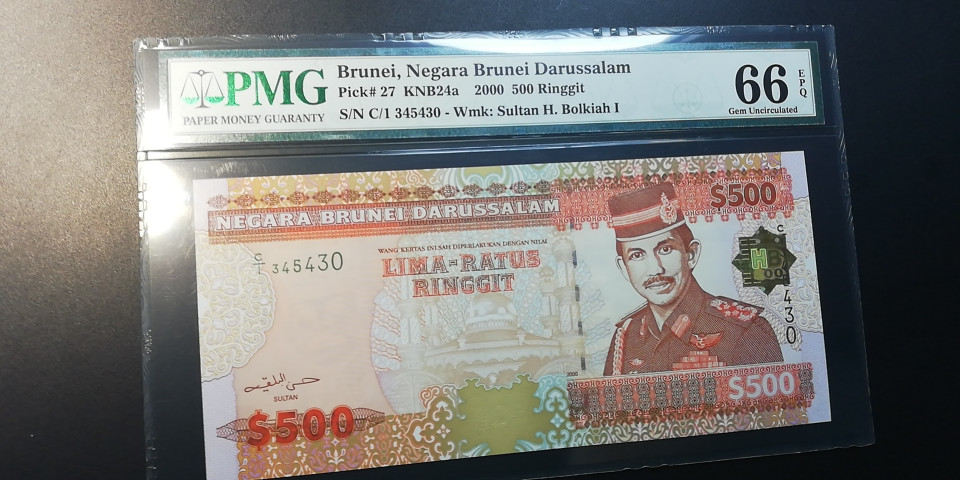 PMG
PAPER MONEY GUARANTY
Brunei, Negara Brunei Darussalam
Pick# 27 KNB24a 2000 500 Ringgit
S/N C/1 345430 - Wmk: Sultan H. Bolkiah I
66 EPQ
Gem Uncirculated
$500
NEGARA BRUNEI DARUSSALAM
C/1 345430
WANG KERTAS INI SAH DIPERLAKUKAN DENGAN NILAI
LIMA-RATUS
RINGGIT
HB
C
430
2000
SULTAN
$500
$500